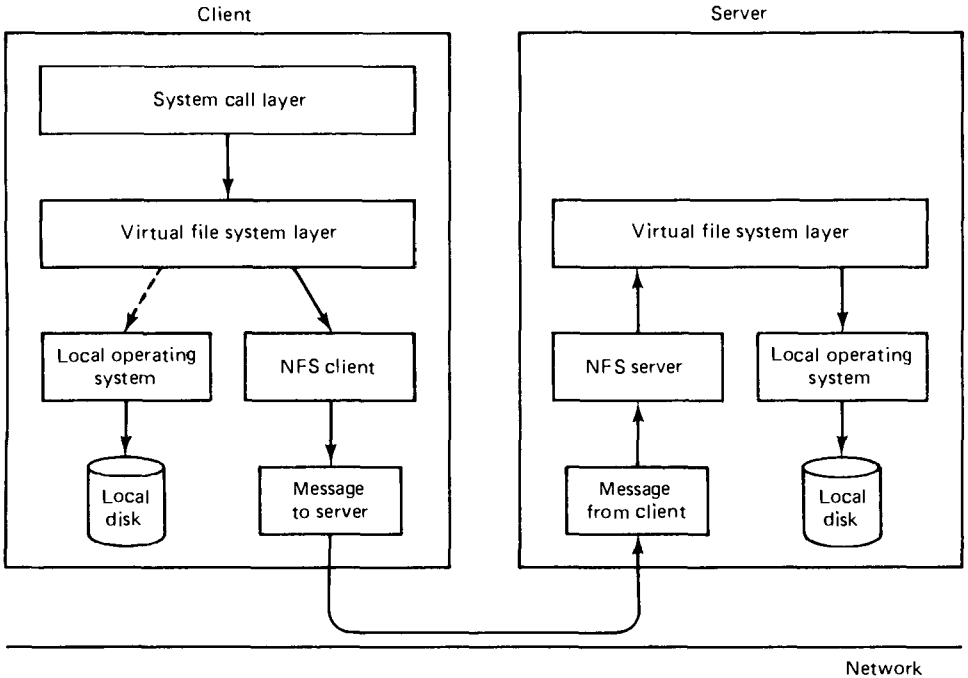 Client
System call layer
Virtual file system layer
Local operating
system
NFS client
Local
disk
Message
to server
Server
Virtual file system layer
NFS server
Local operating
system
Message
from client
Local
disk
Network